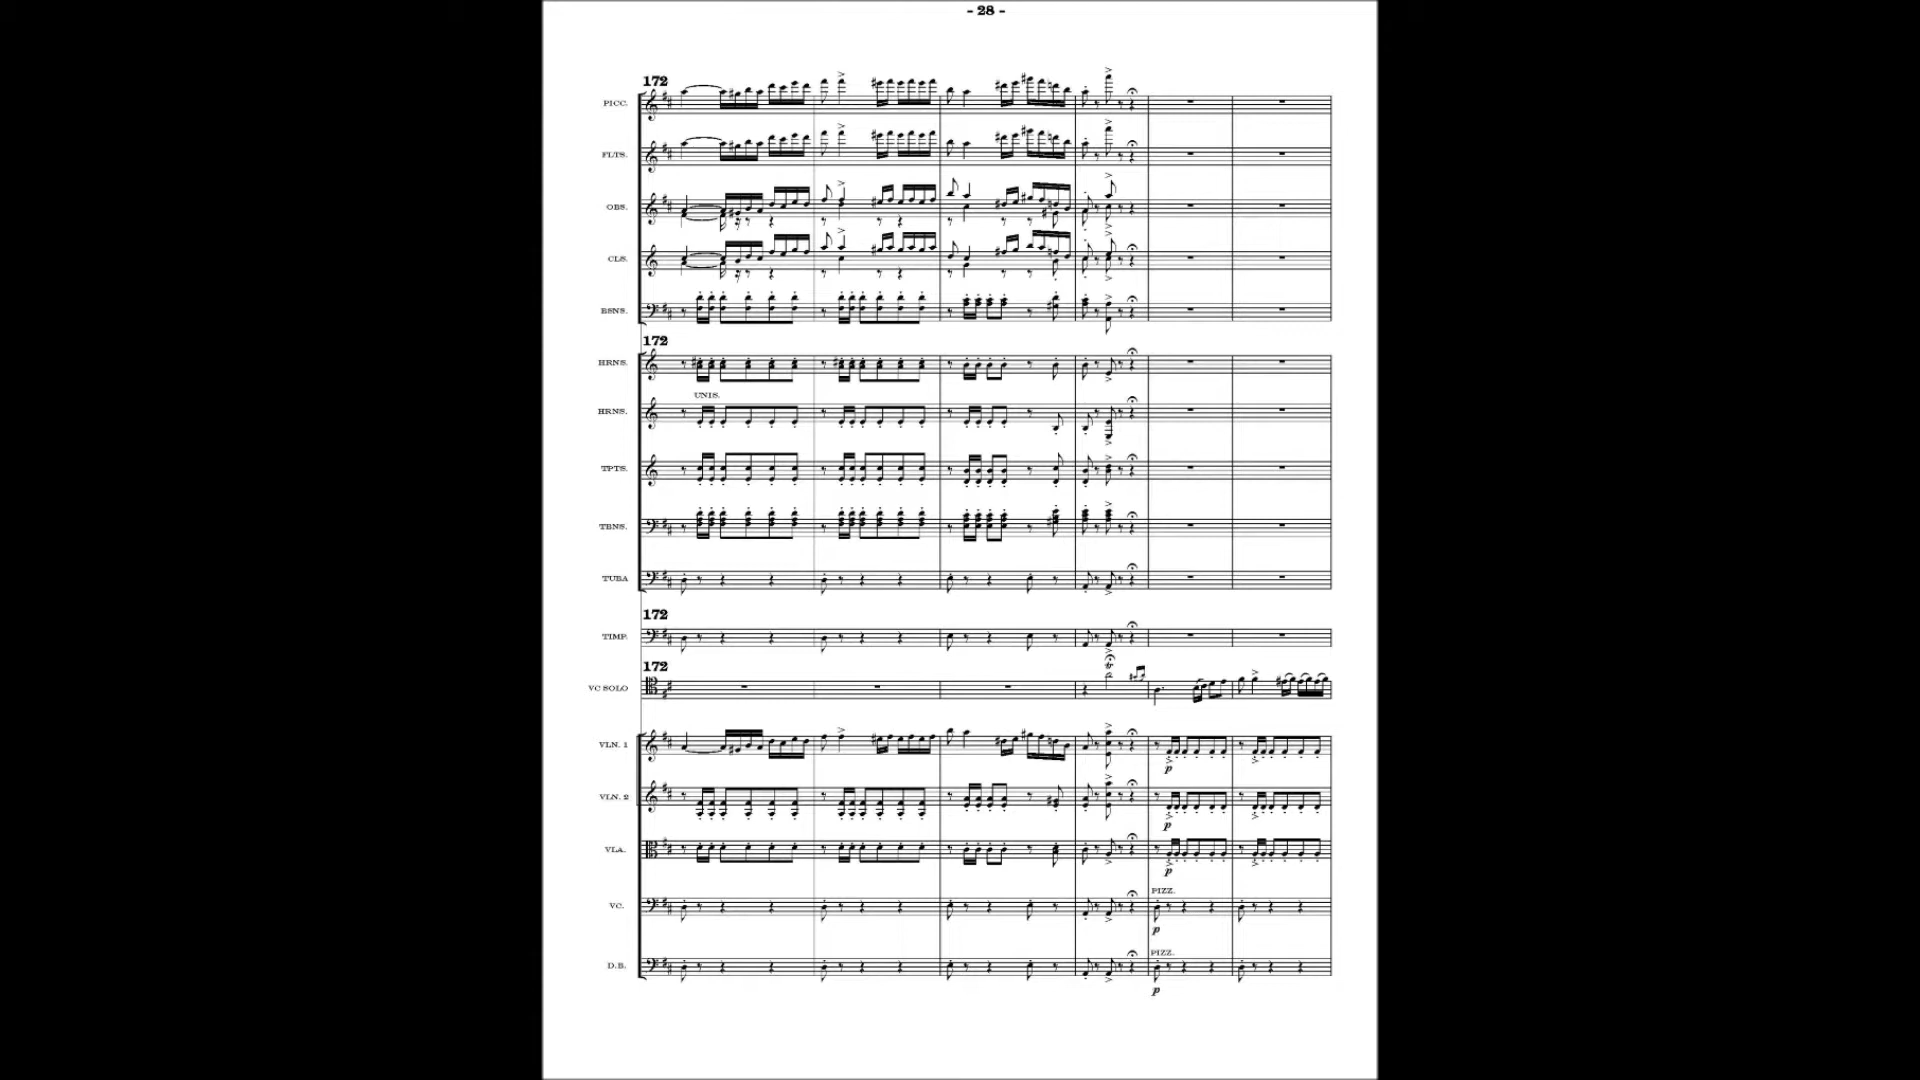 - 28 -
172
PICC.
FLTS.
OBS.
CLS.
BSNS.
172
HRNS.
UNIS.
HRNS.
TPTS.
TBNS.
TUBA
172
TIMP.
172
VC SOLO
VLN. 1
p
VLN. 2
p
VLA.
p
PIZZ.
VC.
p
PIZZ.
D.B.
p